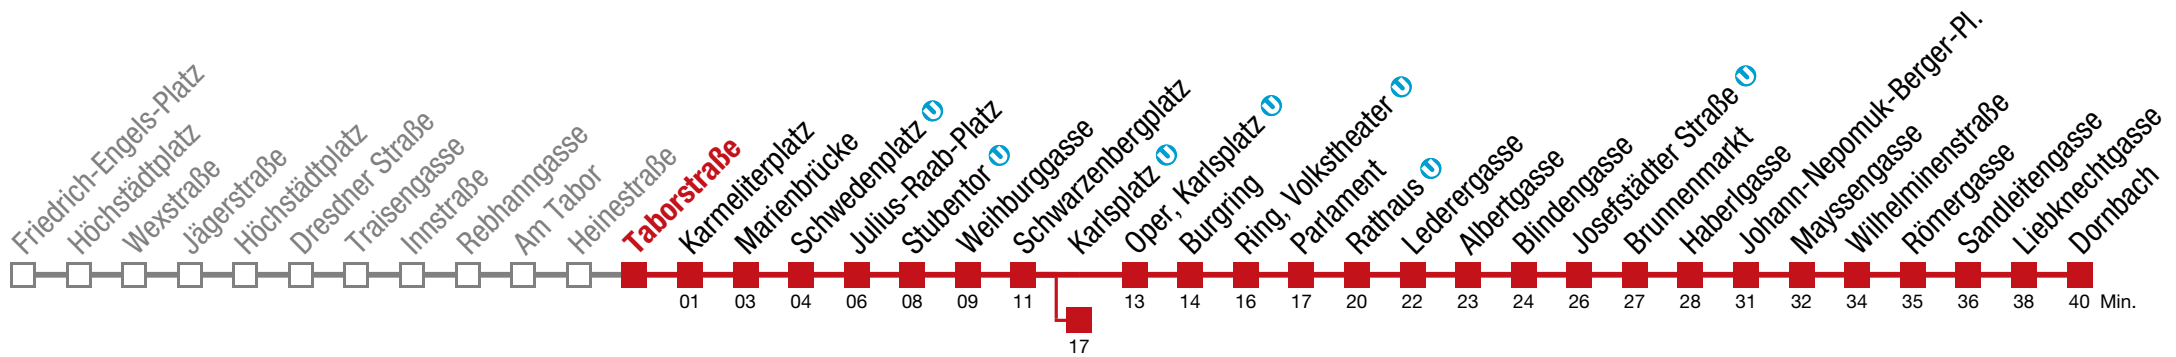 Friedrich-Engels-Platz
Höchstädtplatz
Wexstraße
Jägerstraße
Höchstädtplatz
Dresdner Straße
Traisengasse
Innstraße
Rebhanngasse
Am Tabor
Heinestraße
Taborstraße
Karmeliterplatz
Marienbrücke
Schwedenplatz U
Julius-Raab-Platz
Stubentor U
Weihburggasse
Schwarzenbergplatz
Karlsplatz U
Oper, Karlsplatz U
Burgring
Ring, Volkstheater U
Parlament
Rathaus U
Lederergasse
Albertgasse
Blindengasse
Josefstädter Straße U
Brunnenmarkt
Haberlgasse
Johann-Nepomuk-Berger-Pl.
Mayssengasse
Wilhelminenstraße
Römergasse
Sandleitengasse
Liebknechtgasse
Dornbach
01 03 04 06 08 09 11 13 14 16 17 20 22 23 24 26 27 28 31 32 34 35 36 38 40 Min.
17